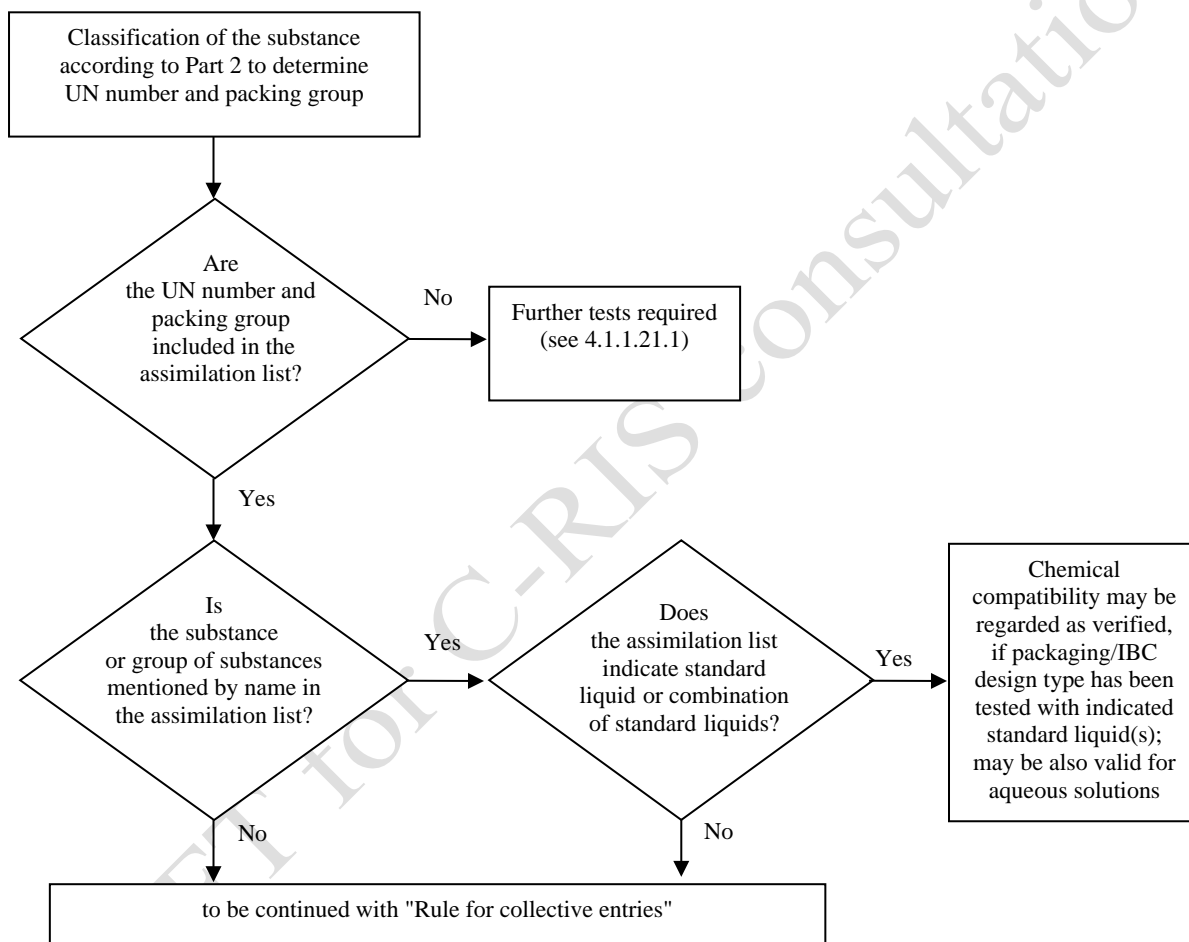 Classification of the substance
according to Part 2 to determine
UN number and packing group
Are
the UN number and
packing group
included in the
assimilation list?
No
Further tests required
(see 4.1.1.21.1)
Yes
Is
the substance
or group of substances
mentioned by name in
the assimilation list?
Yes
Does
the assimilation list
indicate standard
liquid or combination
of standard liquids?
Yes
Chemical
compatibility may be
regarded as verified,
if packaging/IBC
design type has been
tested with indicated
standard liquid(s);
may be also valid for
aqueous solutions
No
No
to be continued with "Rule for collective entries"
for C-RIS consultatio